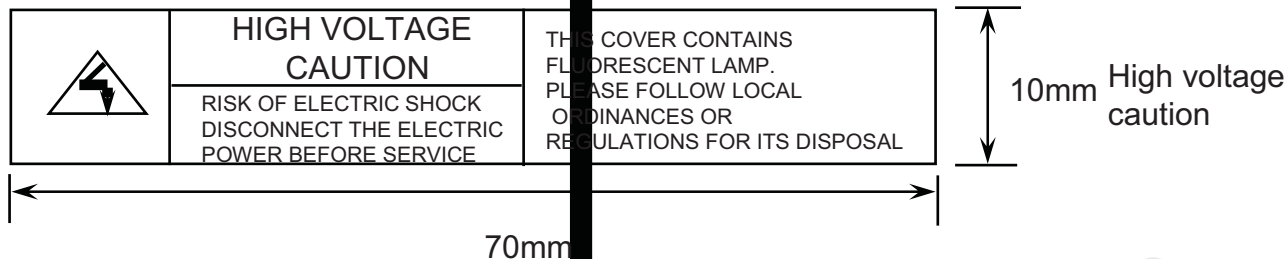 HIGH VOLTAGE
CAUTION
RISK OF ELECTRIC SHOCK
DISCONNECT THE ELECTRIC
POWER BEFORE SERVICE
THIS COVER CONTAINS
FLUORESCENT LAMP.
PLEASE FOLLOW LOCAL
ORDINANCES OR
REGULATIONS FOR ITS DISPOSAL
10mm
High voltage
caution
70mm